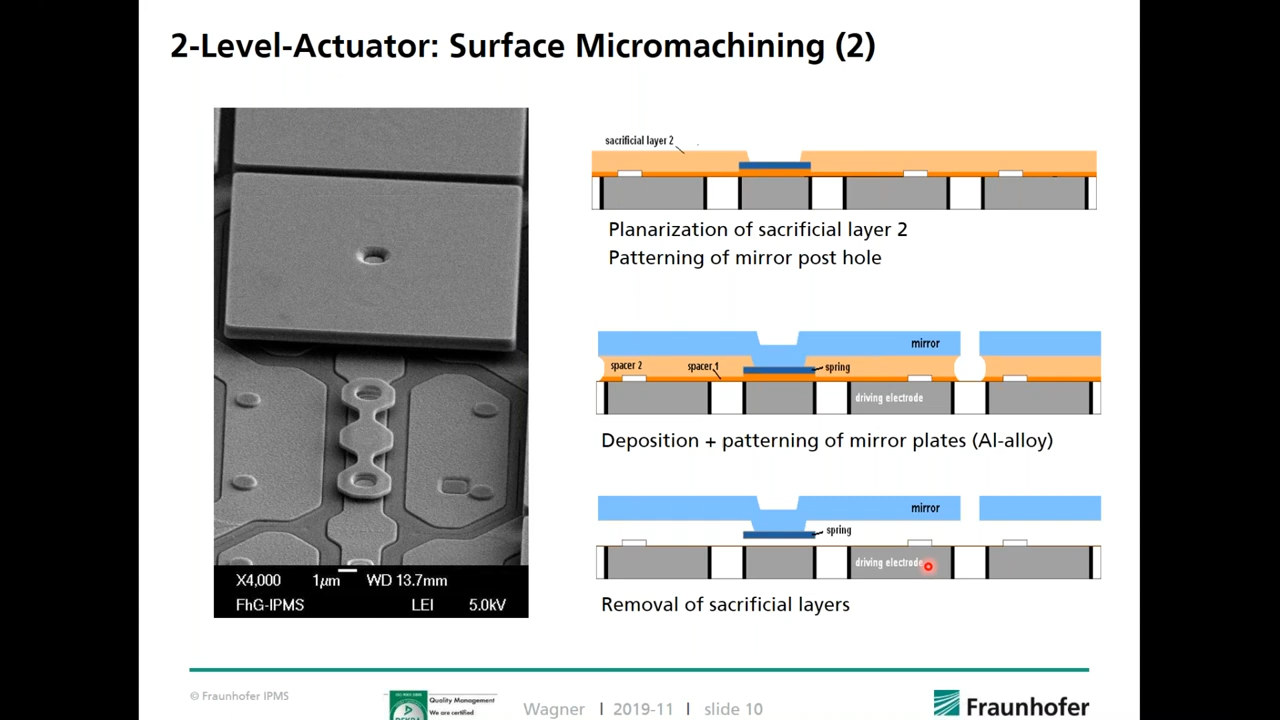 2-Level-Actuator: Surface Micromachining (2)
sacrificial layer 2
Planarization of sacrificial layer 2
Patterning of mirror post hole
mirror
spacer 2
spacer 1
spring
driving electrode
Deposition + patterning of mirror plates (Al-alloy)
mirror
spring
driving electrode
Removal of sacrificial layers
X4,000 1µm WD 13.7mm
FhG-IPMS LEI 5.0kV
© Fraunhofer IPMS
Quality Management
We are certified
Wagner I 2019-11 I slide 10
Fraunhofer